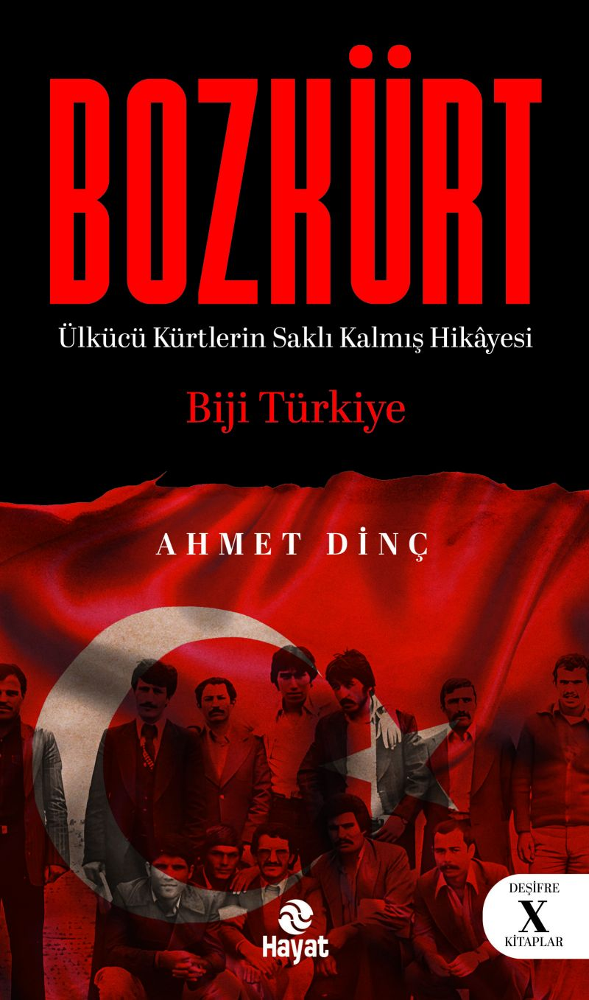 BOZKÜRT
Ülkücü Kürtlerin Saklı Kalmış Hikâyesi
Biji Türkiye
AHMET DİNÇ
Hayat
DEŞİFRE
X
KİTAPLAR